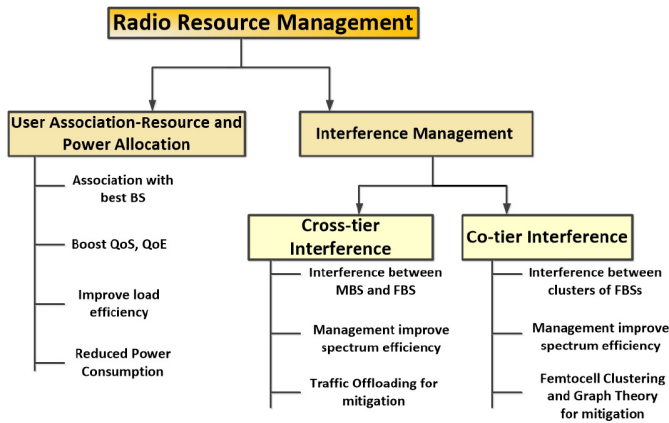 Radio Resource Management
User Association-Resource and
Power Allocation
Association with
best BS
Boost QoS, QoE
Improve load
efficiency
Reduced Power
Consumption
Interference Management
Cross-tier
Interference
Interference between
MBS and FBS
Management improve
spectrum efficiency
Traffic Offloading for
mitigation
Co-tier Interference
Interference between
clusters of FBSs
Management improve
spectrum efficiency
Femtocell Clustering
and Graph Theory
for mitigation